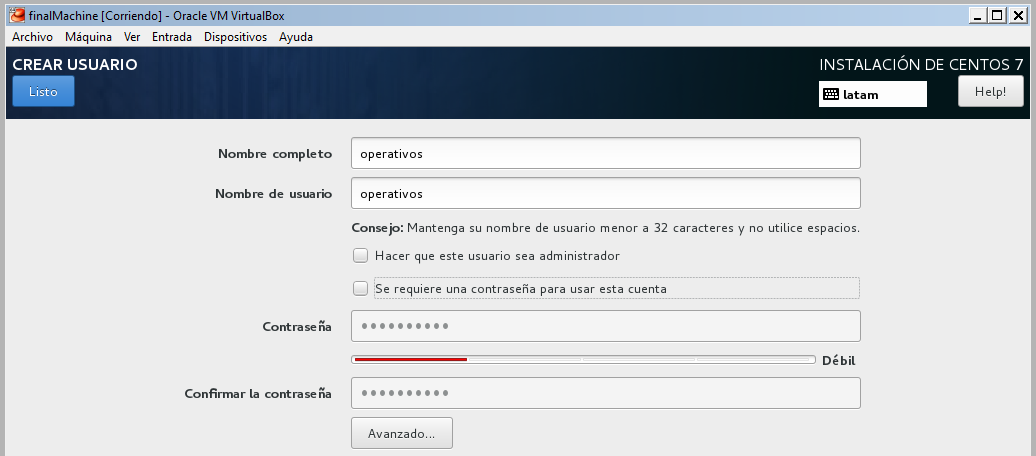 finalMachine [Corriendo] - Oracle VM VirtualBox
Archivo Máquina Ver Entrada Dispositivos Ayuda
CREAR USUARIO INSTALACIÓN DE CENTOS 7
Listo latam Help!
Nombre completo operativos
Nombre de usuario operativos
Consejo: Mantenga su nombre de usuario menor a 32 caracteres y no utilice espacios.
Hacer que este usuario sea administrador
Se requiere una contraseña para usar esta cuenta
Contraseña ••••••••••
Débil
Confirmar la contraseña ••••••••••
Avanzado...